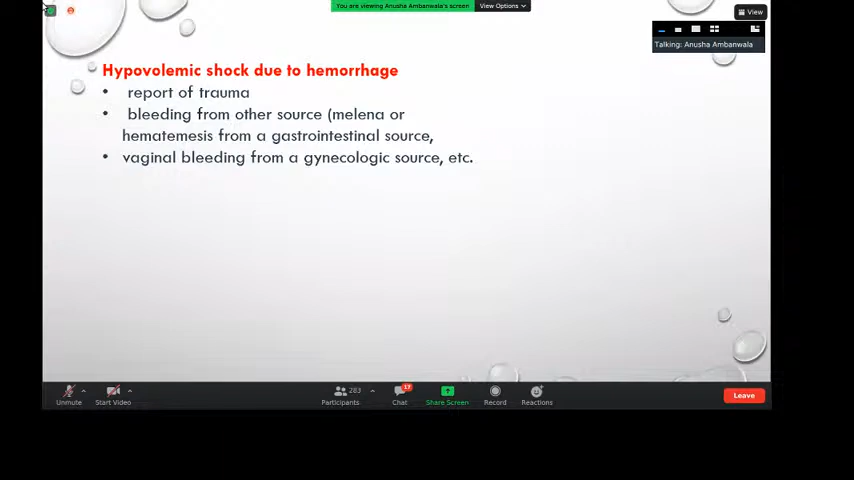 You are viewing Anusha Ambanwala's screen
View Options
View
Talking: Anusha Ambanwala
Hypovolemic shock due to hemorrhage
• report of trauma
• bleeding from other source (melena or
hematemesis from a gastrointestinal source,
• vaginal bleeding from a gynecologic source, etc.
283
17
Unmute
Start Video
Participants
Chat
Share Screen
Record
Reactions
Leave